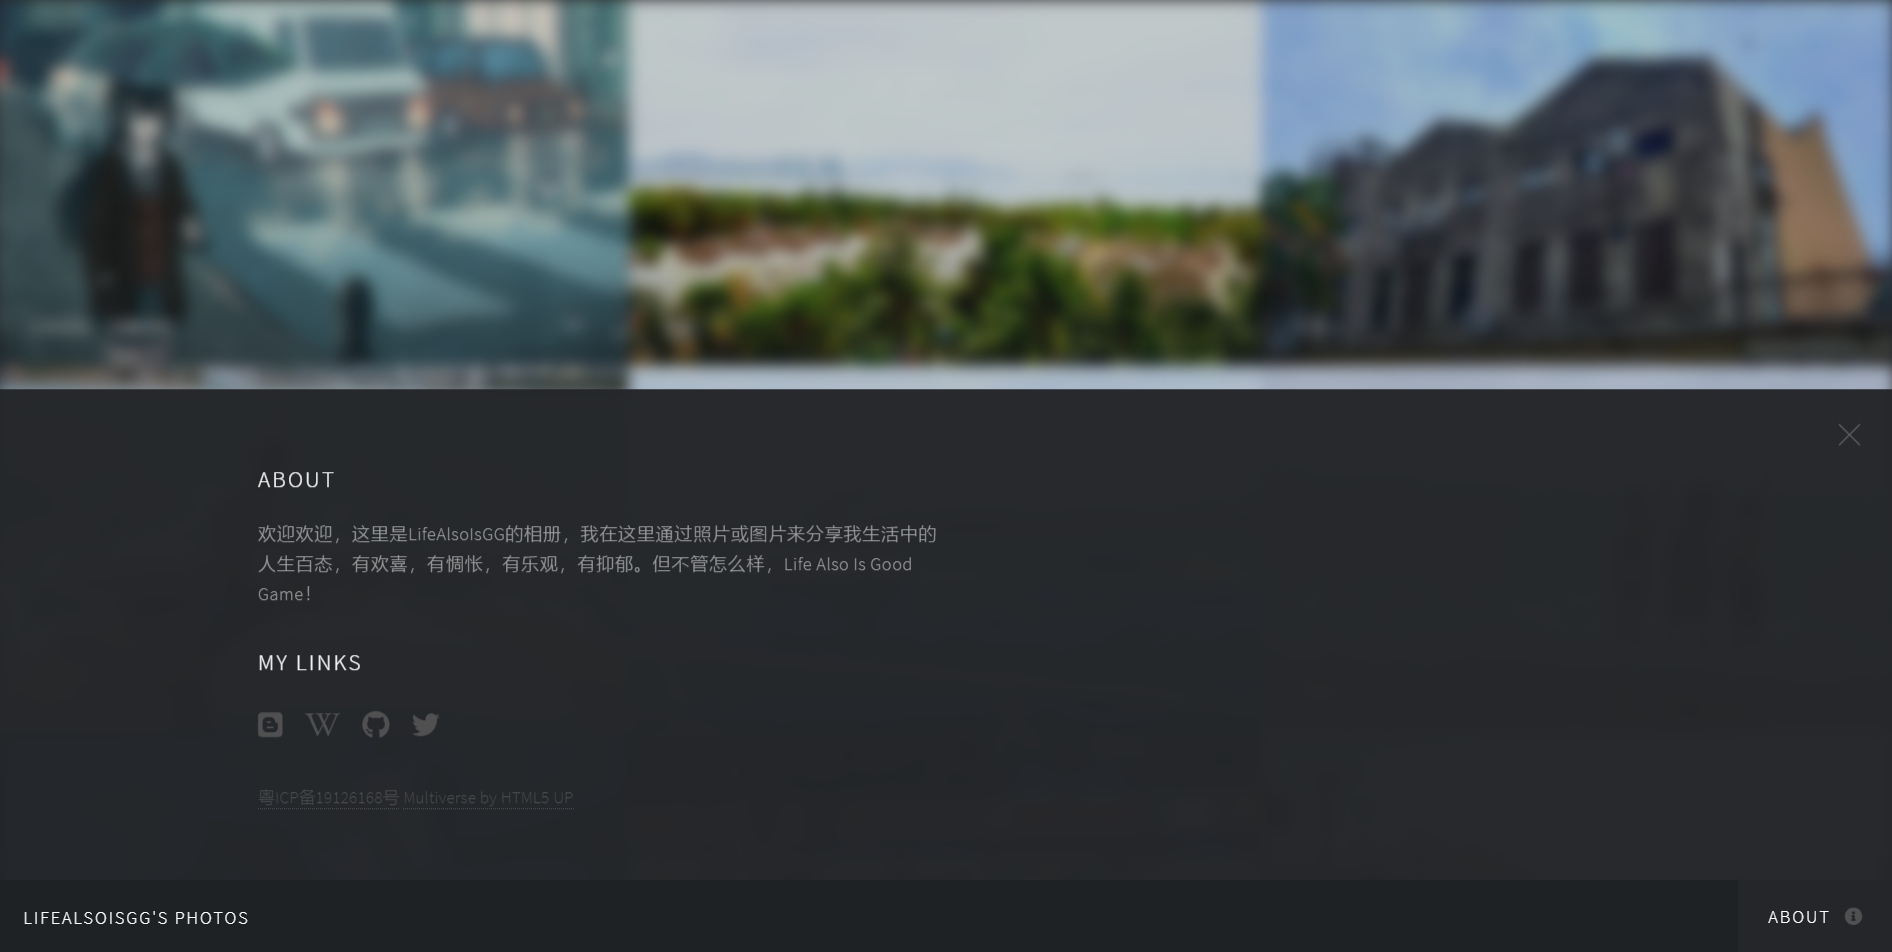 ABOUT
欢迎欢迎，这里是LifeAlsoIsGG的相册，我在这里通过照片或图片来分享我生活中的
人生百态，有欢喜，有惆怅，有乐观，有抑郁。但不管怎么样，Life Also Is Good
Game！
MY LINKS
粤ICP备19126168号 Multiverse by HTML5 UP
LIFEALSOISGG'S PHOTOS
ABOUT